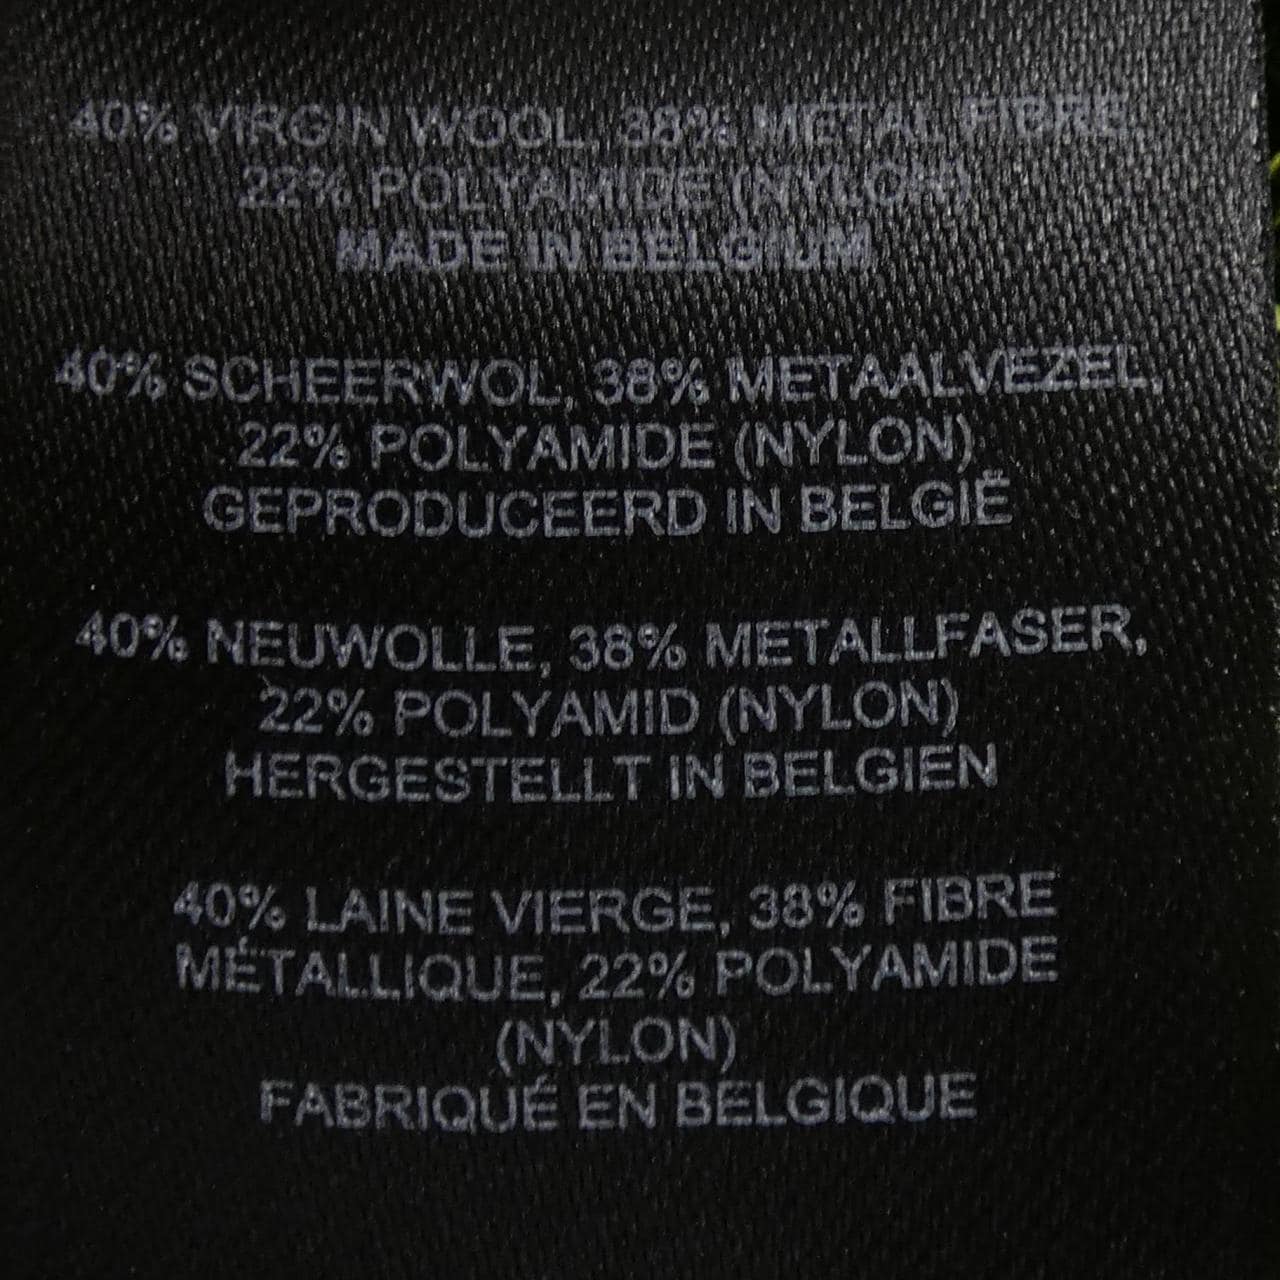 40% VIRGIN WOOL, 38% METAL FIBRE,
22% POLYAMIDE (NYLON)
MADE IN BELGIUM
40% SCHEERWOL, 38% METAALVEZEL,
22% POLYAMIDE (NYLON)
GEPRODUCEERD IN BELGIË
40% NEUWOLLE, 38% METALLFASER,
22% POLYAMID (NYLON)
HERGESTELLT IN BELGIEN
40% LAINE VIERGE, 38% FIBRE
MÉTALLIQUE, 22% POLYAMIDE
(NYLON)
FABRIQUÉ EN BELGIQUE